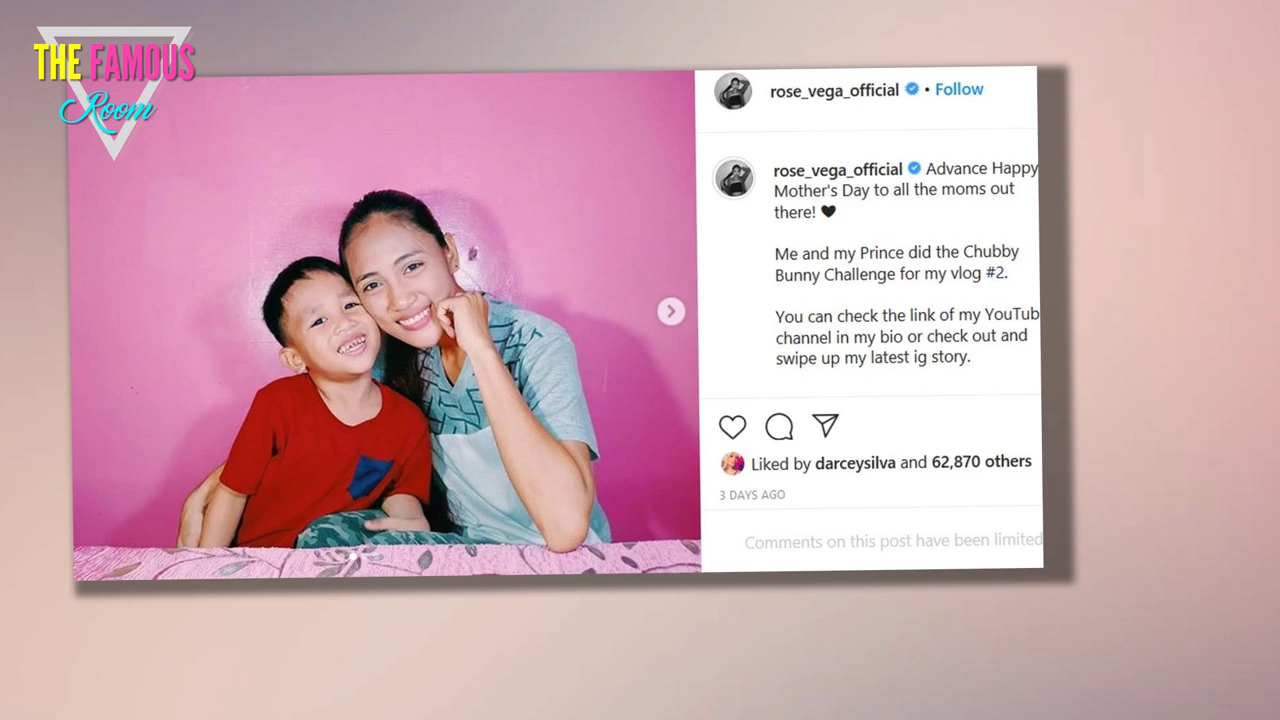 THE FAMOUS
Room
rose_vega_official • Follow
rose_vega_official Advance Happy
Mother's Day to all the moms out
there! 🖤
Me and my Prince did the Chubby
Bunny Challenge for my vlog #2.
You can check the link of my YouTub
channel in my bio or check out and
swipe up my latest ig story.
Liked by darceysilva and 62,870 others
3 DAYS AGO
Comments on this post have been limited